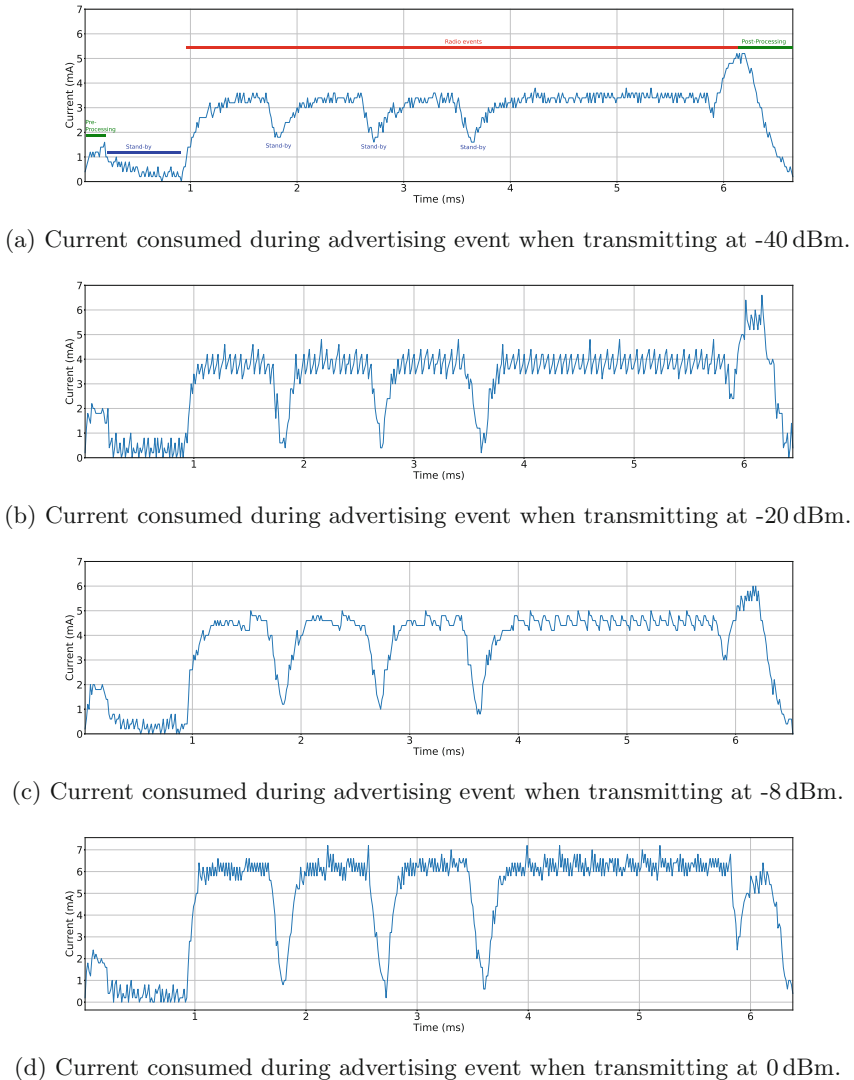 7
6
5
4
3
2
1
0
Current (mA)
Radio events
Post-Processing
Pre-
Processing
Stand-by
Stand-by
Stand-by
Stand-by
1 2 3 4 5 6
Time (ms)
(a) Current consumed during advertising event when transmitting at -40 dBm.
7
6
5
4
3
2
1
0
Current (mA)
1 2 3 4 5 6
Time (ms)
(b) Current consumed during advertising event when transmitting at -20 dBm.
7
6
5
4
3
2
1
0
Current (mA)
1 2 3 4 5 6
Time (ms)
(c) Current consumed during advertising event when transmitting at -8 dBm.
7
6
5
4
3
2
1
0
Current (mA)
1 2 3 4 5 6
Time (ms)
(d) Current consumed during advertising event when transmitting at 0 dBm.